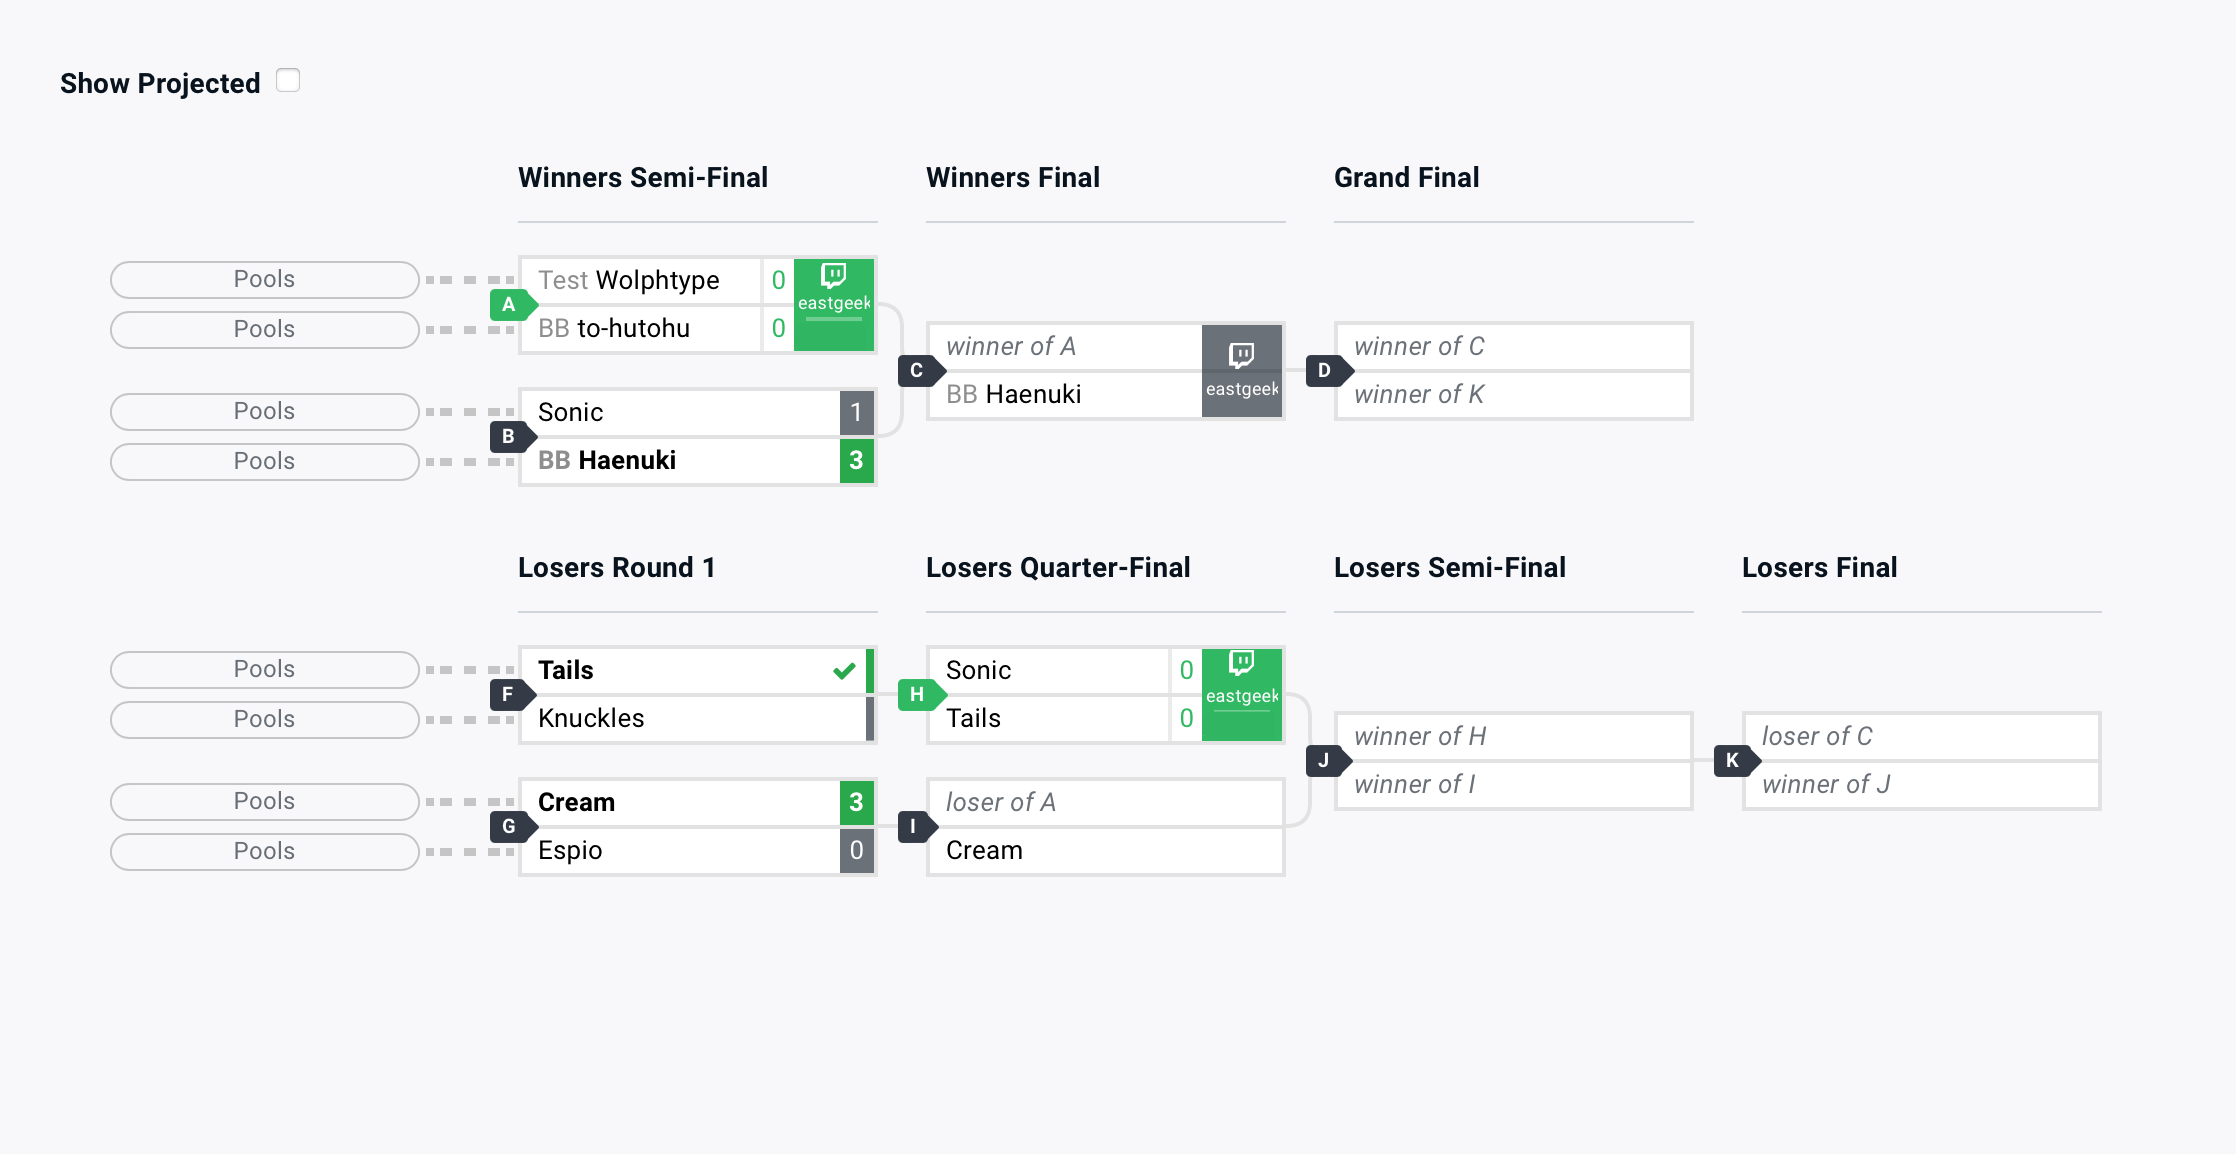 Show Projected
Winners Semi-Final
Winners Final
Grand Final
Pools
Pools
A
Test Wolphtype 0
BB to-hutohu 0
eastgeek
Pools
Pools
B
Sonic 1
BB Haenuki 3
C
winner of A
BB Haenuki
eastgeek
D
winner of C
winner of K
Losers Round 1
Losers Quarter-Final
Losers Semi-Final
Losers Final
Pools
Pools
F
Tails
Knuckles
Pools
Pools
G
Cream 3
Espio 0
H
Sonic 0
Tails 0
eastgeek
I
loser of A
Cream
J
winner of H
winner of I
K
loser of C
winner of J